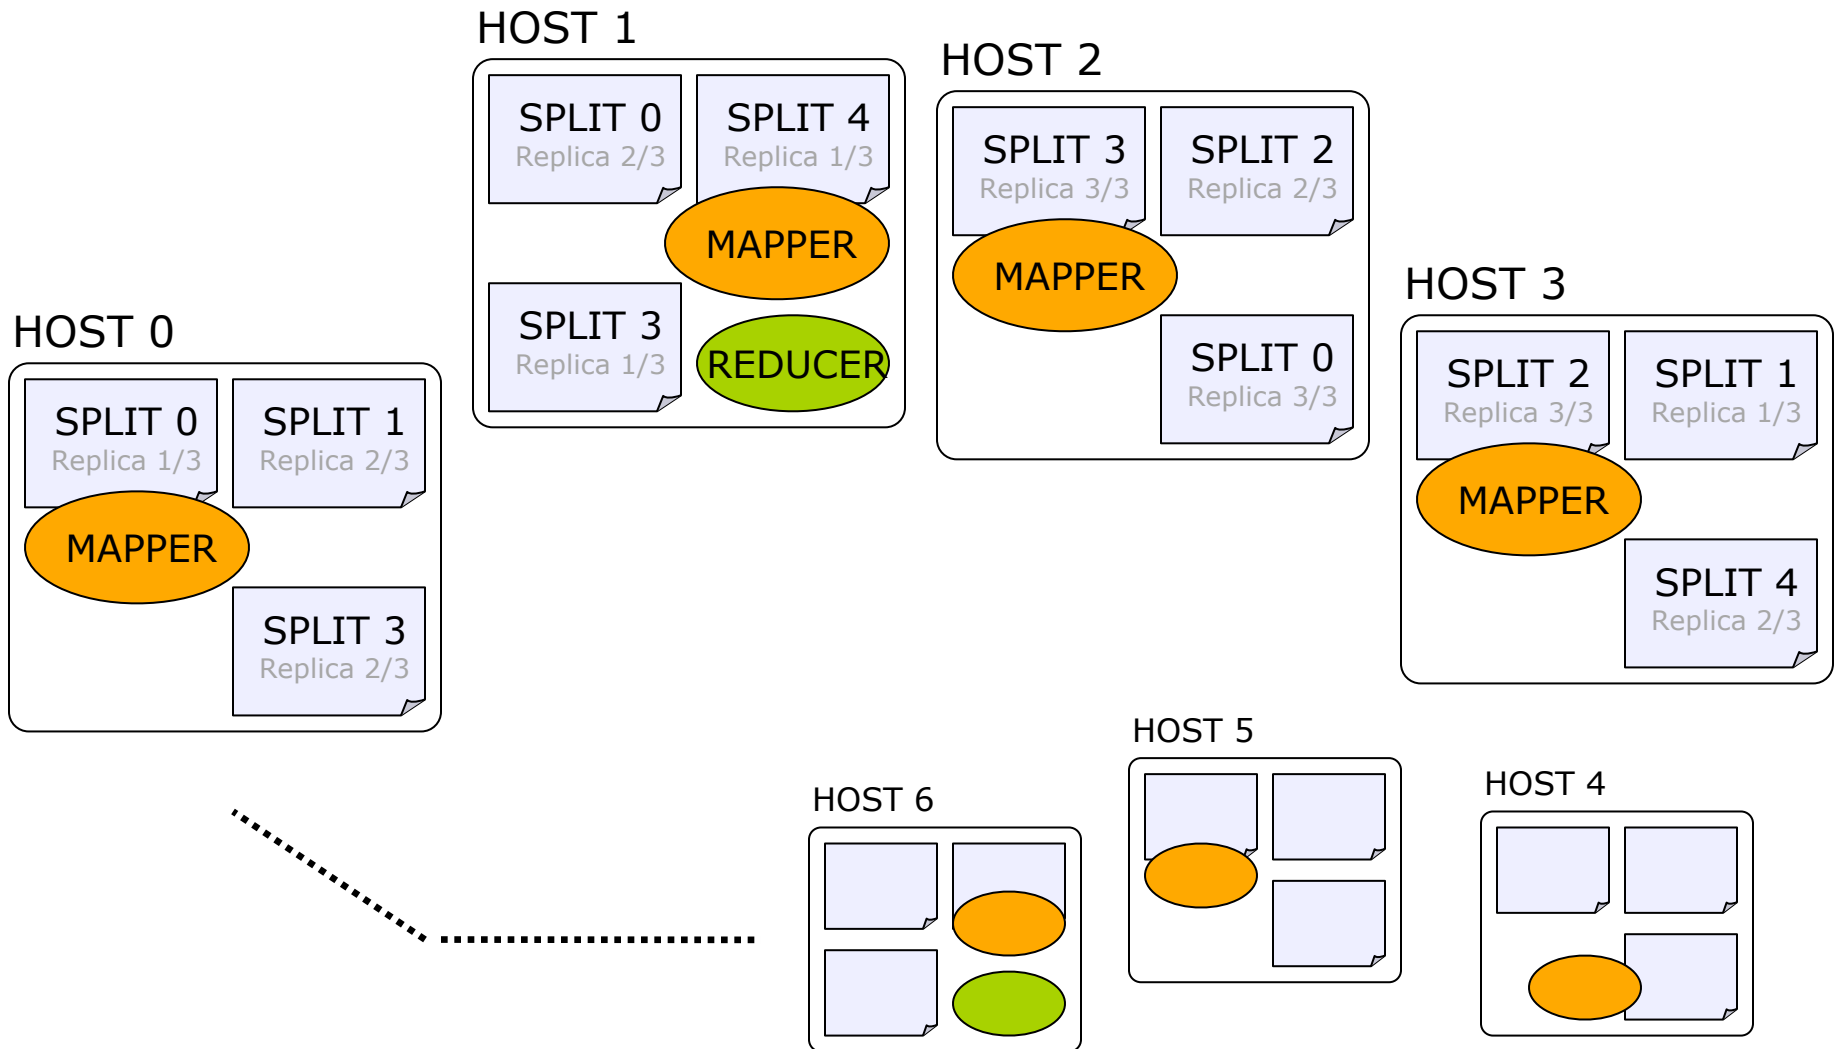 HOST 0
SPLIT 0
Replica 1/3
SPLIT 1
Replica 2/3
MAPPER
SPLIT 3
Replica 2/3
HOST 1
SPLIT 0
Replica 2/3
SPLIT 4
Replica 1/3
MAPPER
SPLIT 3
Replica 1/3
REDUCER
HOST 2
SPLIT 3
Replica 3/3
SPLIT 2
Replica 2/3
MAPPER
SPLIT 0
Replica 3/3
HOST 3
SPLIT 2
Replica 3/3
SPLIT 1
Replica 1/3
MAPPER
SPLIT 4
Replica 2/3
HOST 4
HOST 5
HOST 6